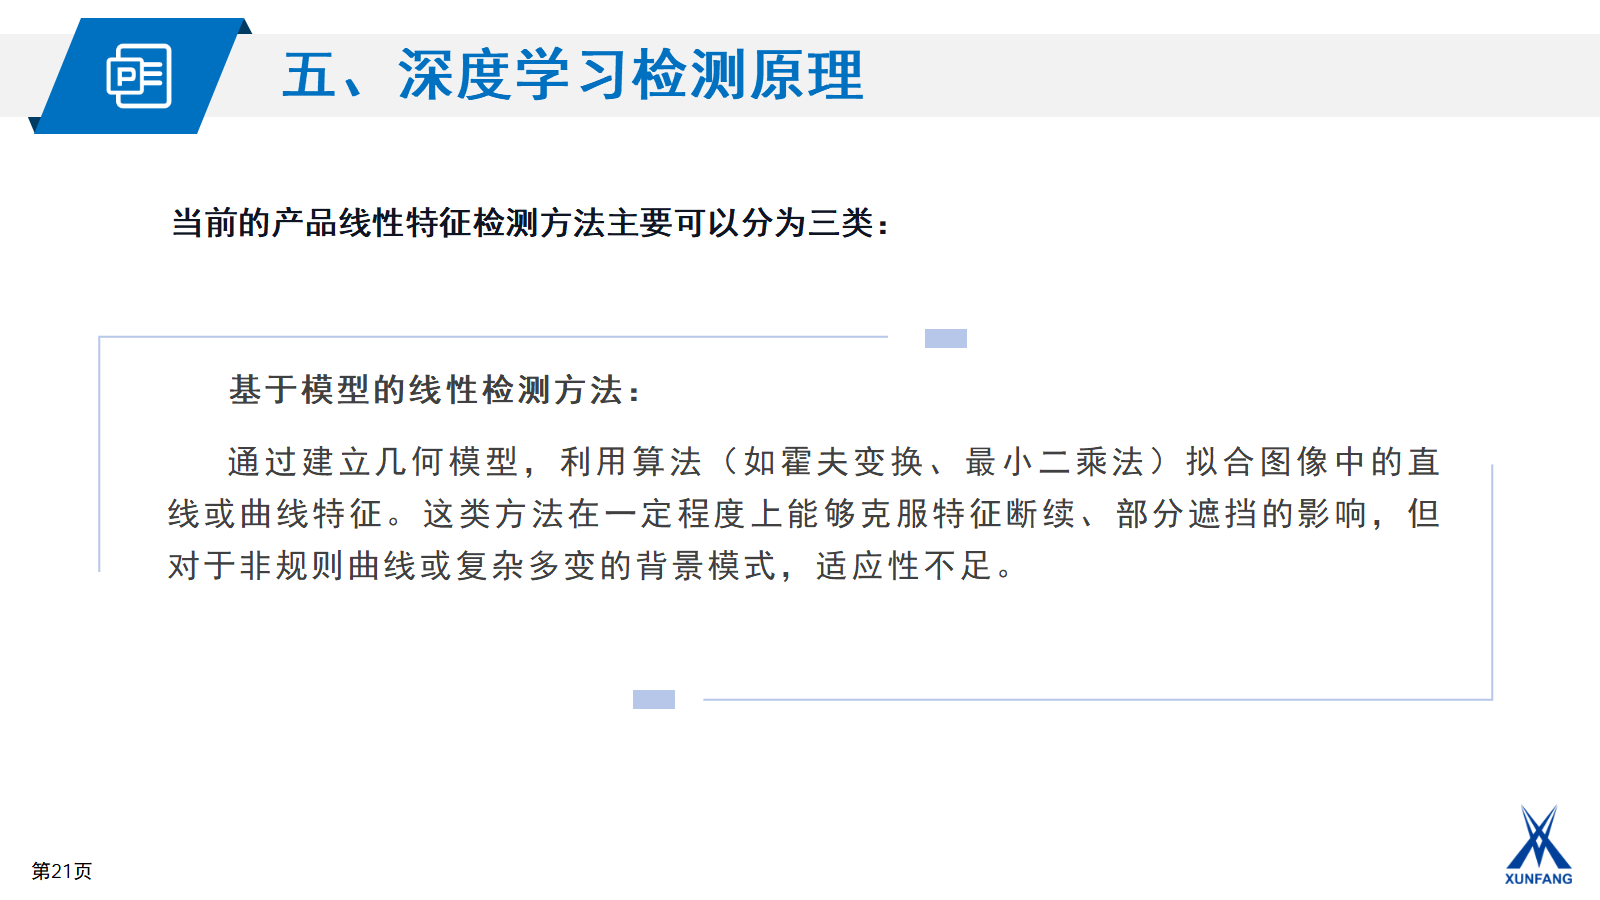 五、深度学习检测原理
当前的产品线性特征检测方法主要可以分为三类：
基于模型的线性检测方法：
通过建立几何模型，利用算法（如霍夫变换、最小二乘法）拟合图像中的直
线或曲线特征。这类方法在一定程度上能够克服特征断续、部分遮挡的影响，但
对于非规则曲线或复杂多变的背景模式，适应性不足。
第21页
XUNFANG